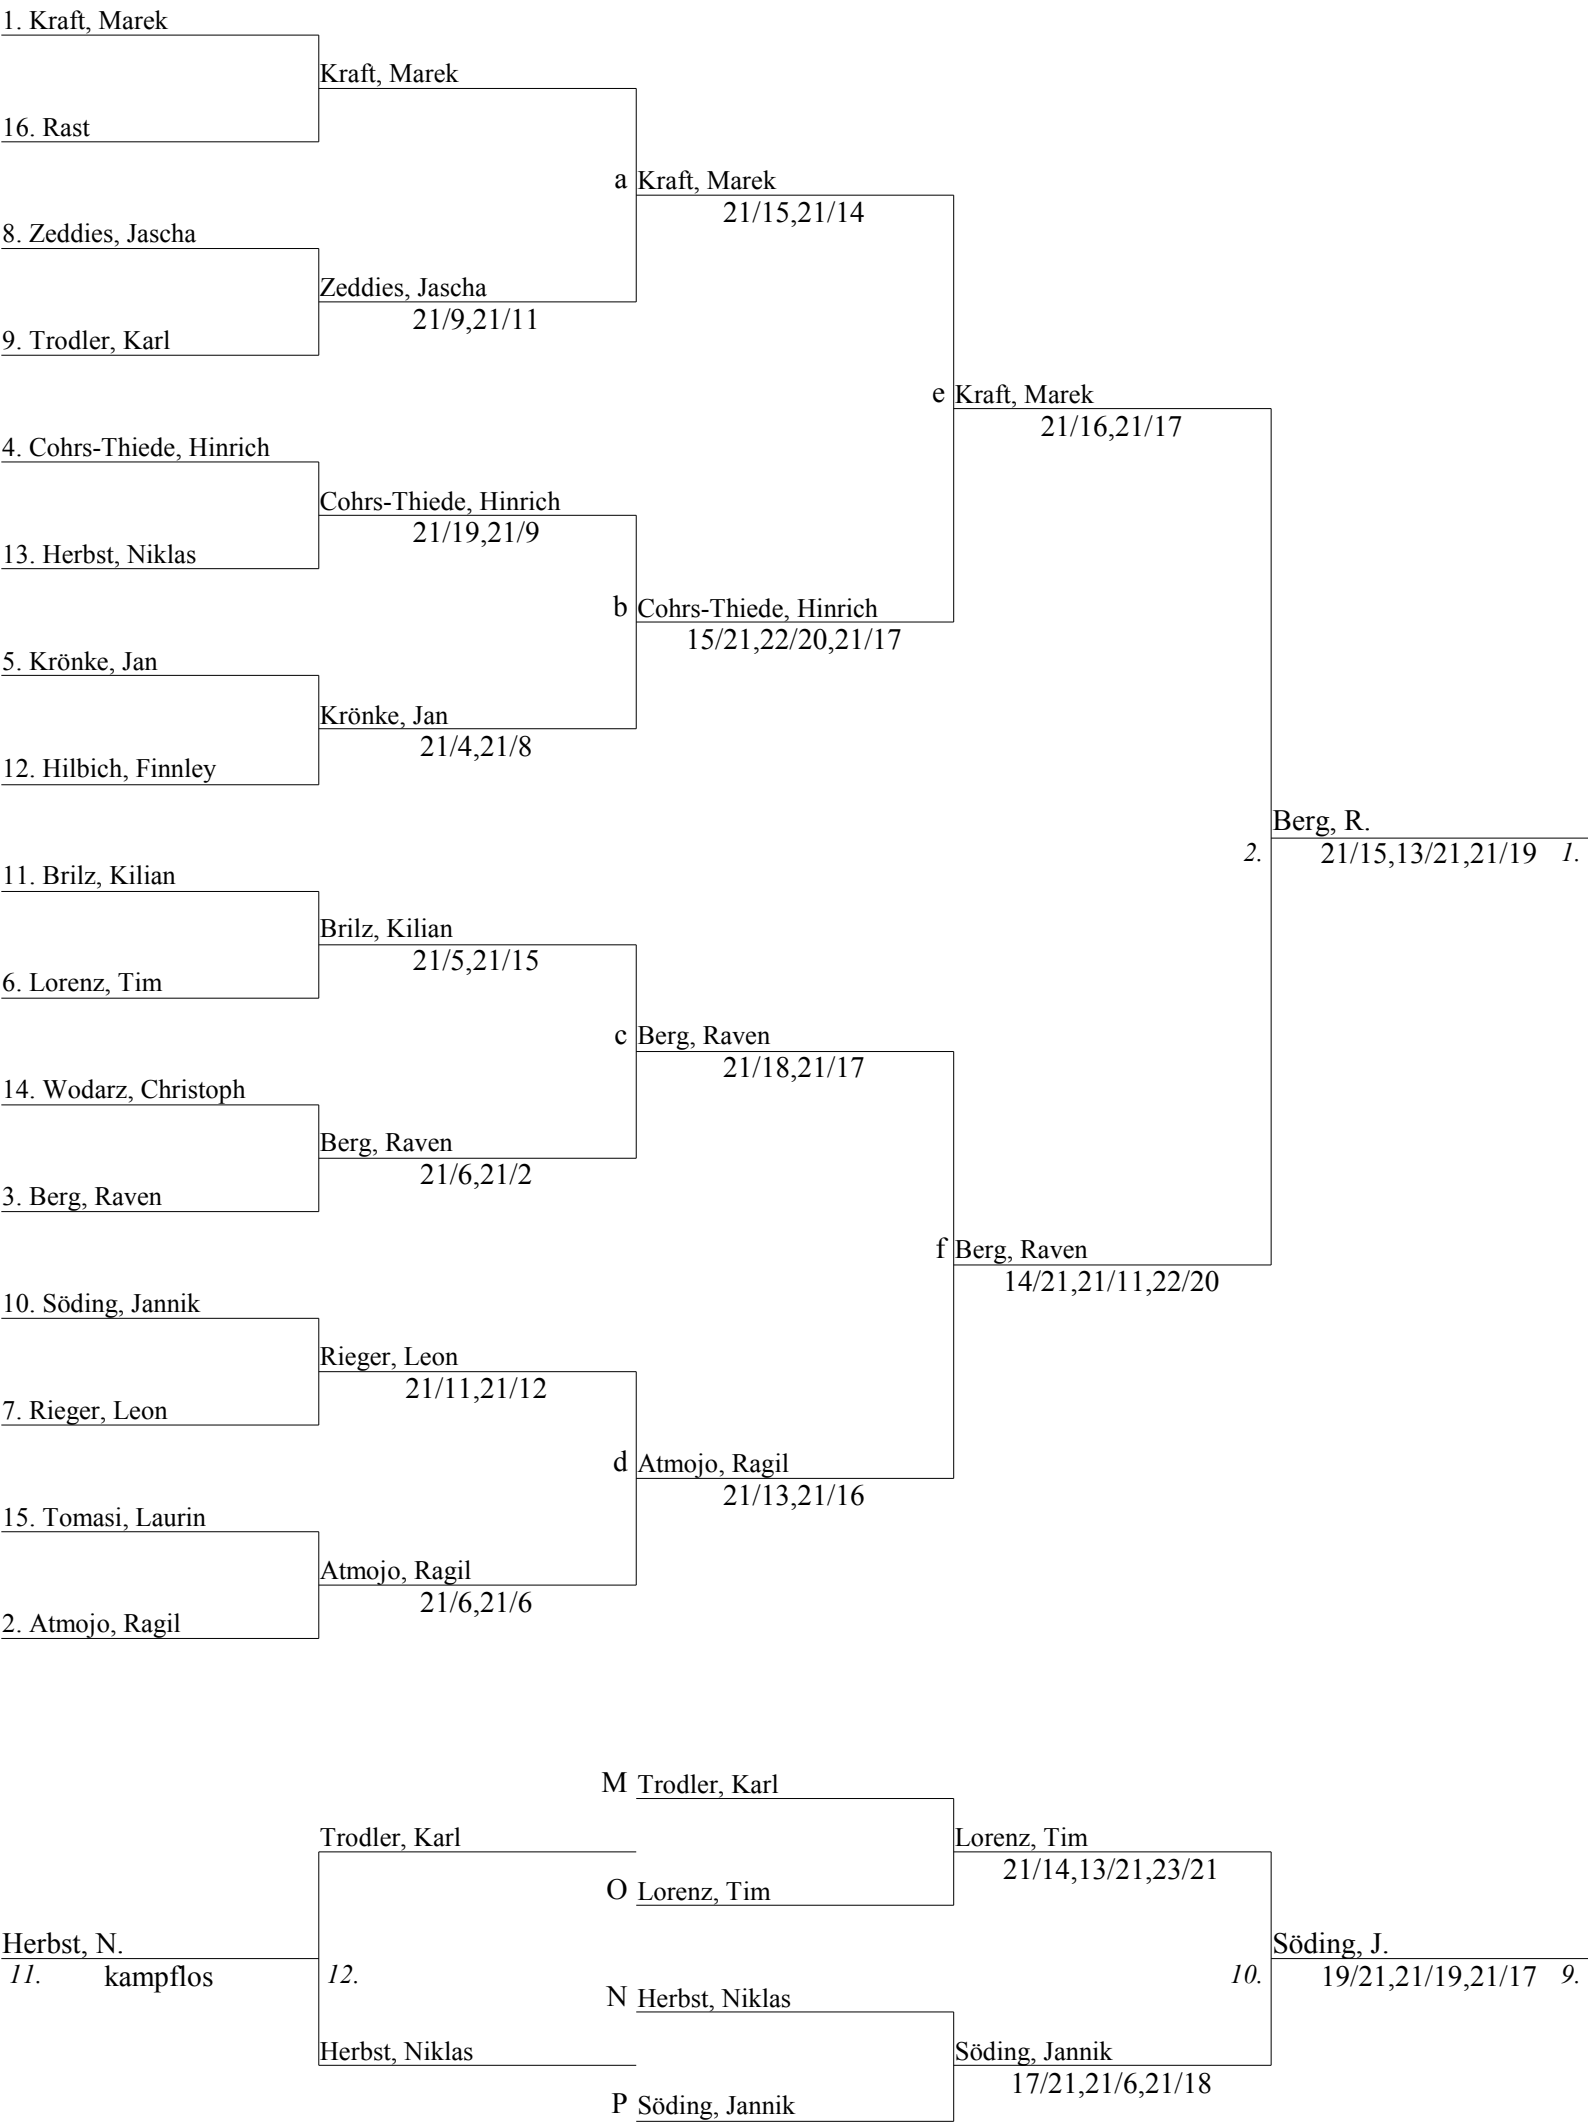 1. Kraft, Marek
Kraft, Marek
16. Rast
a Kraft, Marek
21/15,21/14
8. Zeddies, Jascha
Zeddies, Jascha
21/9,21/11
9. Trodler, Karl
e Kraft, Marek
21/16,21/17
4. Cohrs-Thiede, Hinrich
Cohrs-Thiede, Hinrich
21/19,21/9
13. Herbst, Niklas
b Cohrs-Thiede, Hinrich
15/21,22/20,21/17
5. Krönke, Jan
Krönke, Jan
21/4,21/8
12. Hilbich, Finnley
Berg, R.
2. 21/15,13/21,21/19 1.
11. Brilz, Kilian
Brilz, Kilian
21/5,21/15
6. Lorenz, Tim
c Berg, Raven
21/18,21/17
14. Wodarz, Christoph
Berg, Raven
21/6,21/2
3. Berg, Raven
f Berg, Raven
14/21,21/11,22/20
10. Söding, Jannik
Rieger, Leon
21/11,21/12
7. Rieger, Leon
d Atmojo, Ragil
21/13,21/16
15. Tomasi, Laurin
Atmojo, Ragil
21/6,21/6
2. Atmojo, Ragil
M Trodler, Karl
Trodler, Karl
Lorenz, Tim
21/14,13/21,23/21
O Lorenz, Tim
Herbst, N.
11. kampflos 12.
Söding, J.
10. 19/21,21/19,21/17 9.
N Herbst, Niklas
Herbst, Niklas
Söding, Jannik
17/21,21/6,21/18
P Söding, Jannik